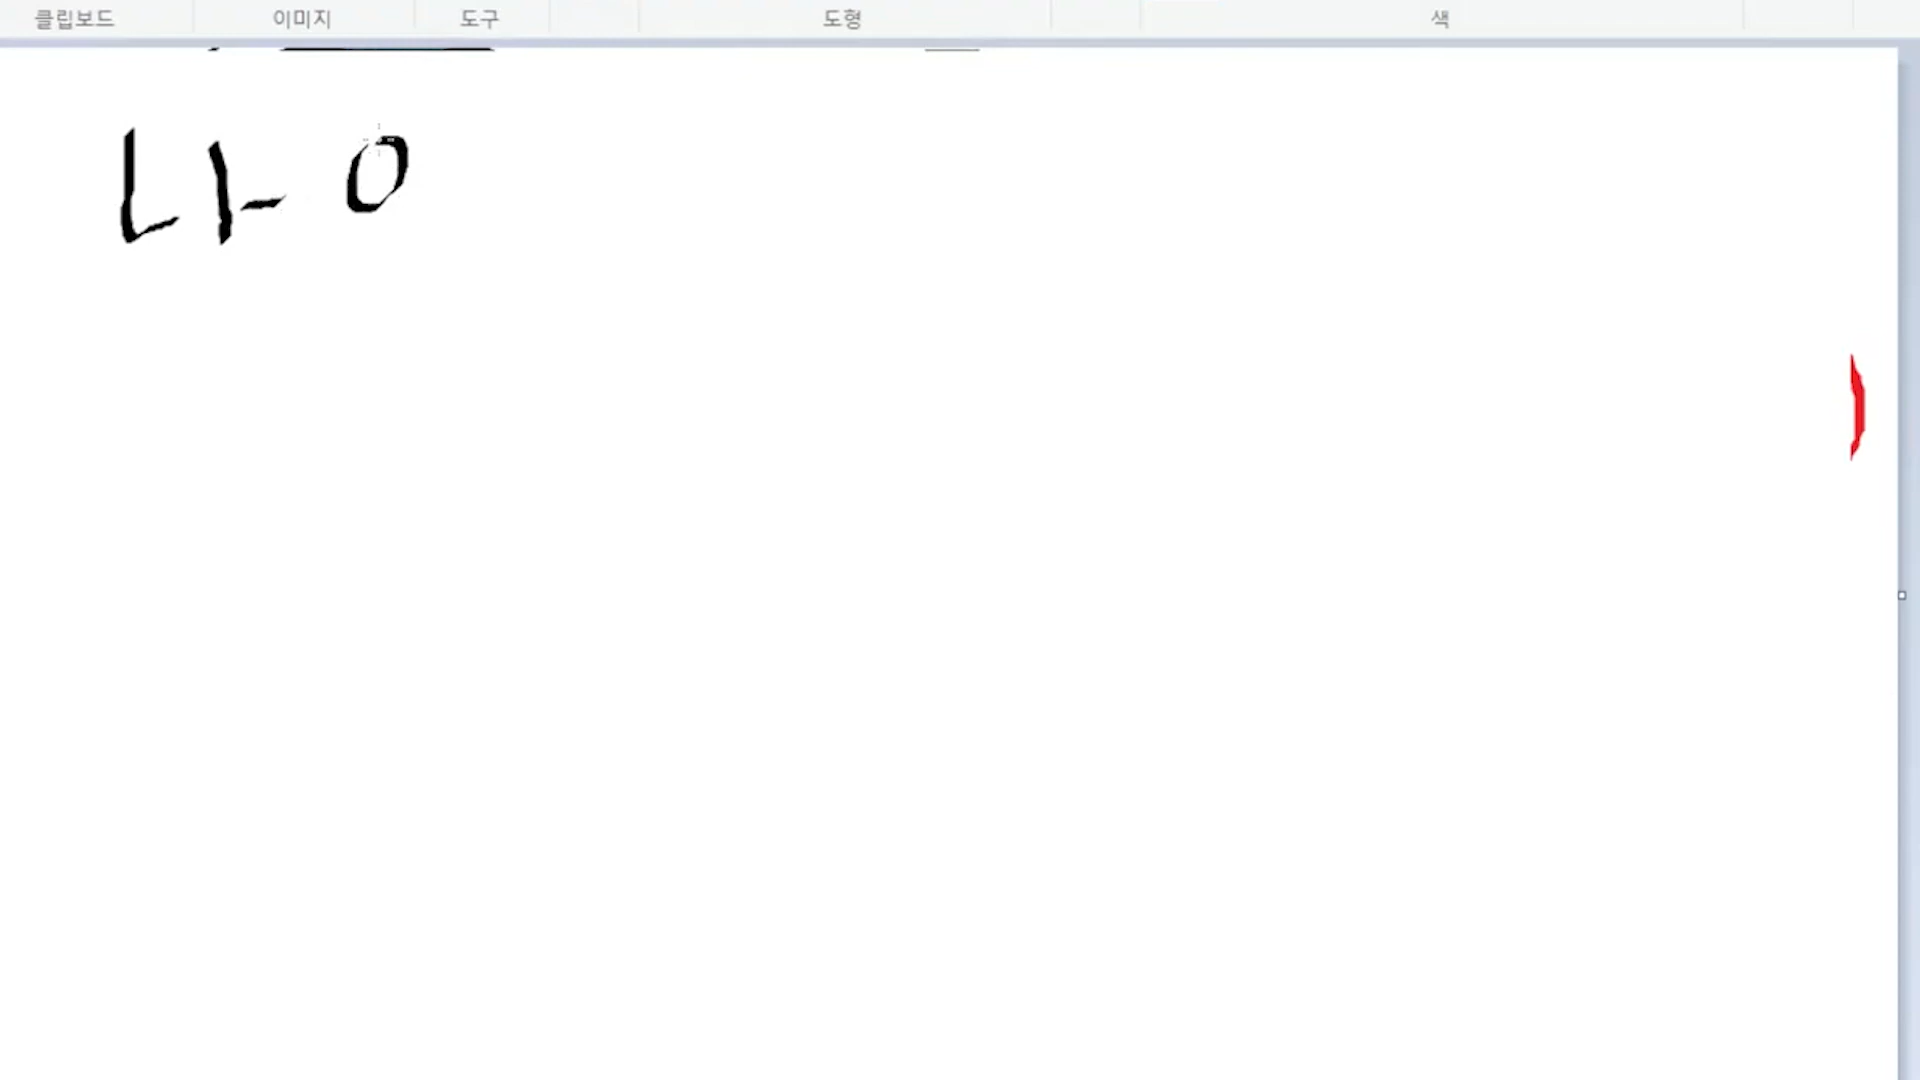 클립보드 이미지 도구 도형 색
나 ㅇ